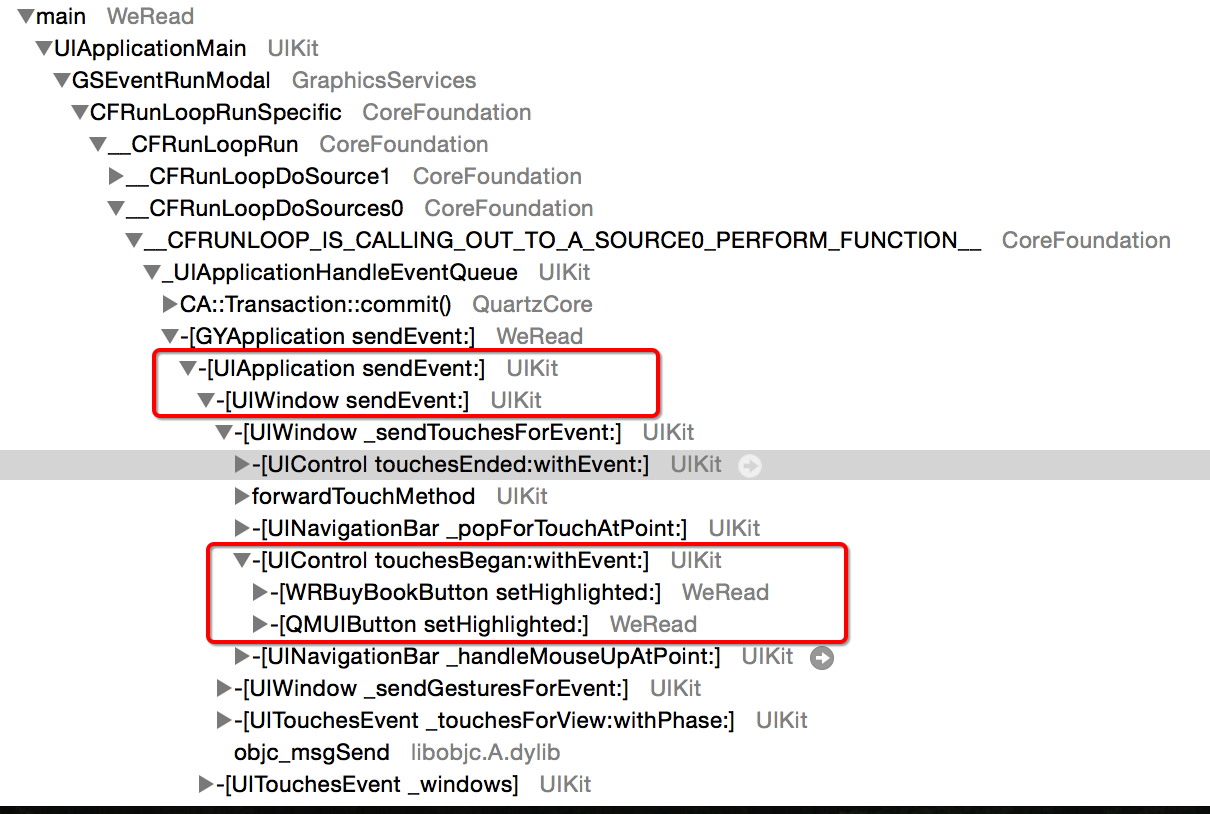 main WeRead
UIApplicationMain UIKit
GSEventRunModal GraphicsServices
CFRunLoopRunSpecific CoreFoundation
__CFRunLoopRun CoreFoundation
__CFRunLoopDoSource1 CoreFoundation
__CFRunLoopDoSources0 CoreFoundation
__CFRUNLOOP_IS_CALLING_OUT_TO_A_SOURCE0_PERFORM_FUNCTION__ CoreFoundation
_UIApplicationHandleEventQueue UIKit
CA::Transaction::commit() QuartzCore
-[GYApplication sendEvent:] WeRead
-[UIApplication sendEvent:] UIKit
-[UIWindow sendEvent:] UIKit
-[UIWindow _sendTouchesForEvent:] UIKit
-[UIControl touchesEnded:withEvent:] UIKit
forwardTouchMethod UIKit
-[UINavigationBar _popForTouchAtPoint:] UIKit
-[UIControl touchesBegan:withEvent:] UIKit
-[WRBuyBookButton setHighlighted:] WeRead
-[QMUIButton setHighlighted:] WeRead
-[UINavigationBar _handleMouseUpAtPoint:] UIKit
-[UIWindow _sendGesturesForEvent:] UIKit
-[UITouchesEvent _touchesForView:withPhase:] UIKit
objc_msgSend libobjc.A.dylib
-[UITouchesEvent _windows] UIKit